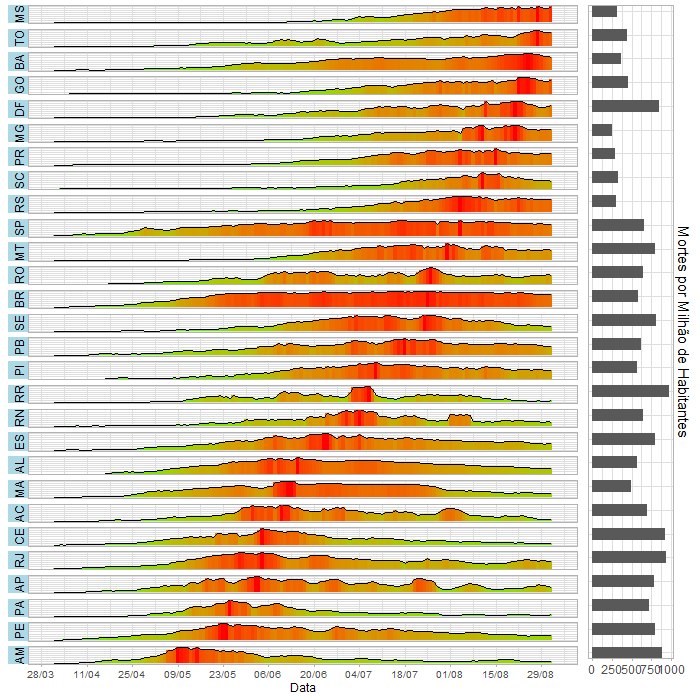 MS
TO
BA
GO
DF
MG
PR
SC
RS
SP
MT
RO
BR
SE
PB
PI
RR
RN
ES
AL
MA
AC
CE
RJ
AP
PA
PE
AM
28/03 11/04 25/04 09/05 23/05 06/06 20/06 04/07 18/07 01/08 15/08 29/08
Data
0 250 500 750 1000
Mortes por Milhão de Habitantes